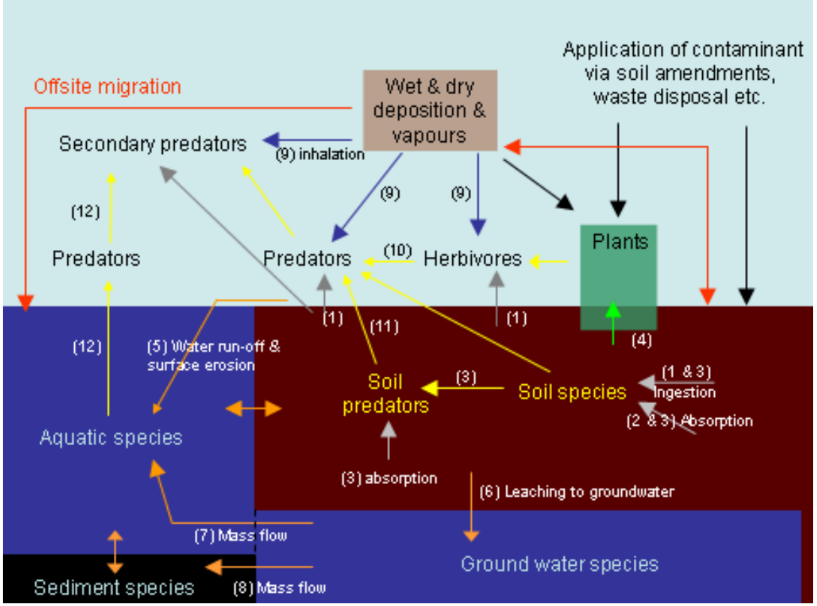 Application of contaminant
via soil amendments,
waste disposal etc.
Offsite migration
Wet & dry
deposition &
vapours
Secondary predators
(9) inhalation
(9)
(9)
(12)
Plants
Predators
Predators
(10)
Herbivores
(1)
(11)
(1)
(4)
(12)
(5) Water run-off &
surface erosion
(1 & 3)
Ingestion
(3)
Soil
predators
Soil species
(2 & 3) Absorption
Aquatic species
(3) absorption
(6) Leaching to groundwater
(7) Mass flow
Ground water species
Sediment species
(8) Mass flow